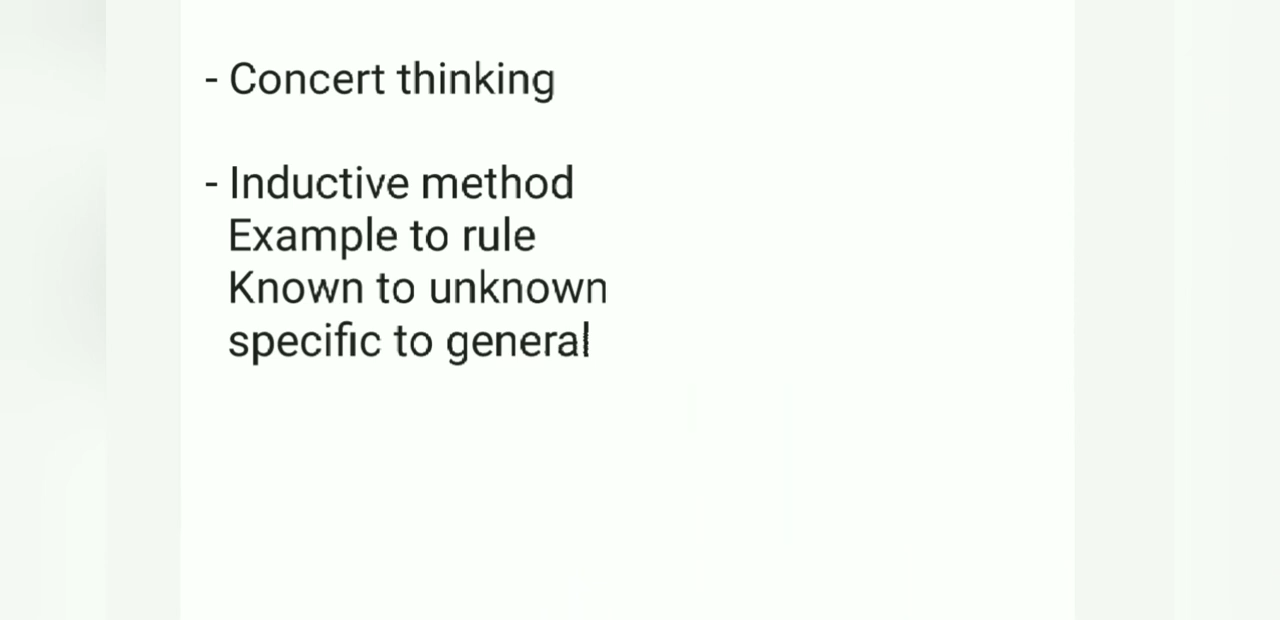 - Concert thinking
- Inductive method
Example to rule
Known to unknown
specific to general